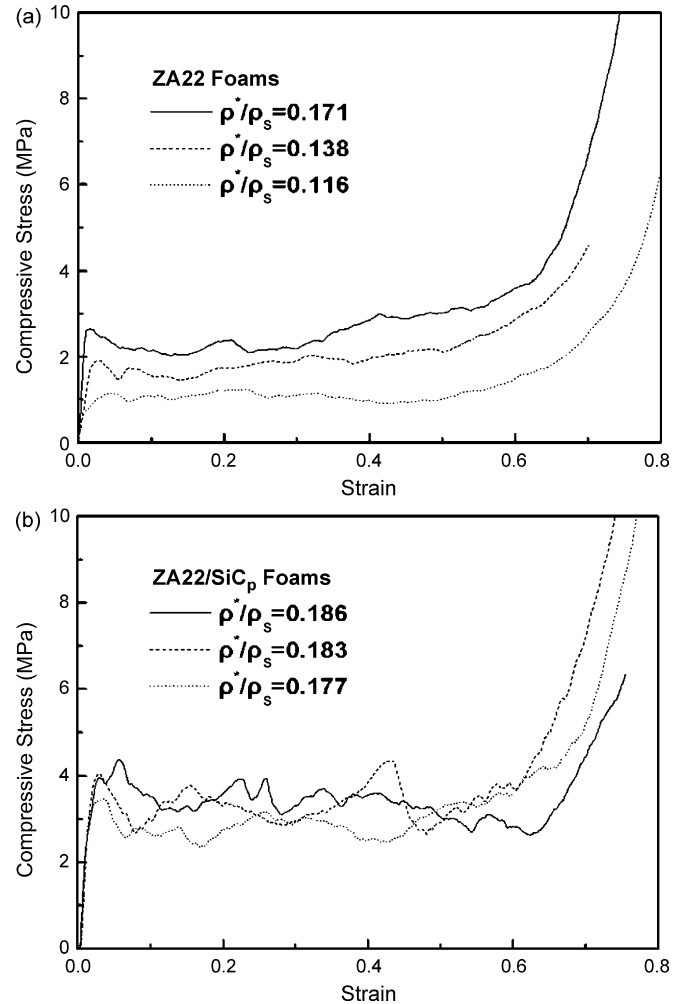 (a)
10
8
6
4
2
0
Compressive Stress (MPa)
ZA22 Foams
ρ*/ρs=0.171
ρ*/ρs=0.138
ρ*/ρs=0.116
0.0 0.2 0.4 0.6 0.8
Strain
(b)
10
8
6
4
2
0
Compressive Stress (MPa)
ZA22/SiCp Foams
ρ*/ρs=0.186
ρ*/ρs=0.183
ρ*/ρs=0.177
0.0 0.2 0.4 0.6 0.8
Strain